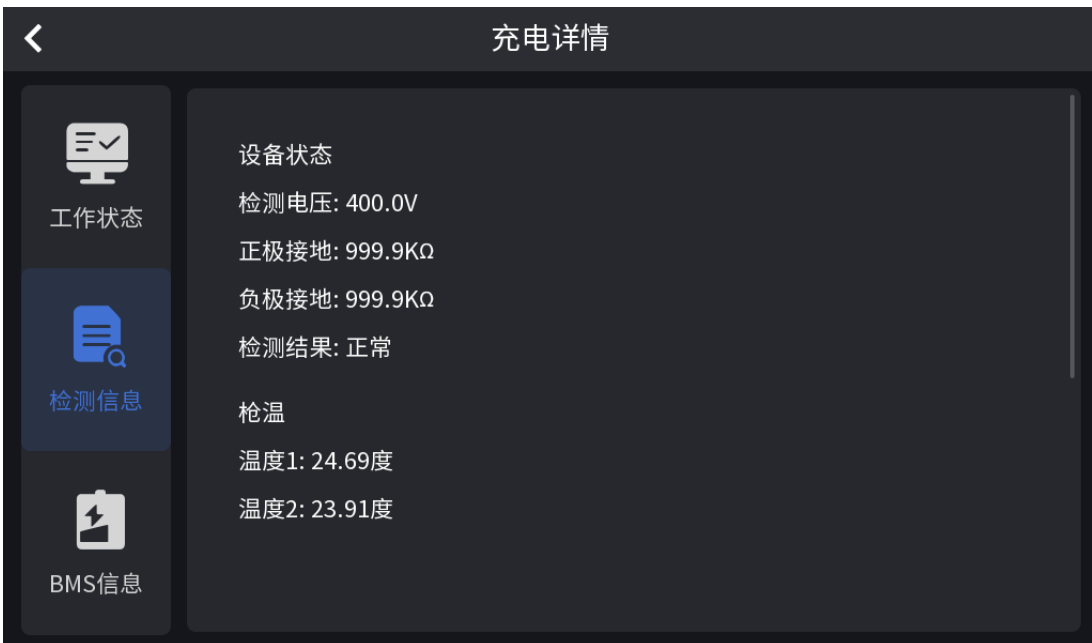 充电详情
工作状态
检测信息
BMS信息
设备状态
检测电压: 400.0V
正极接地: 999.9KΩ
负极接地: 999.9KΩ
检测结果: 正常
枪温
温度1: 24.69度
温度2: 23.91度